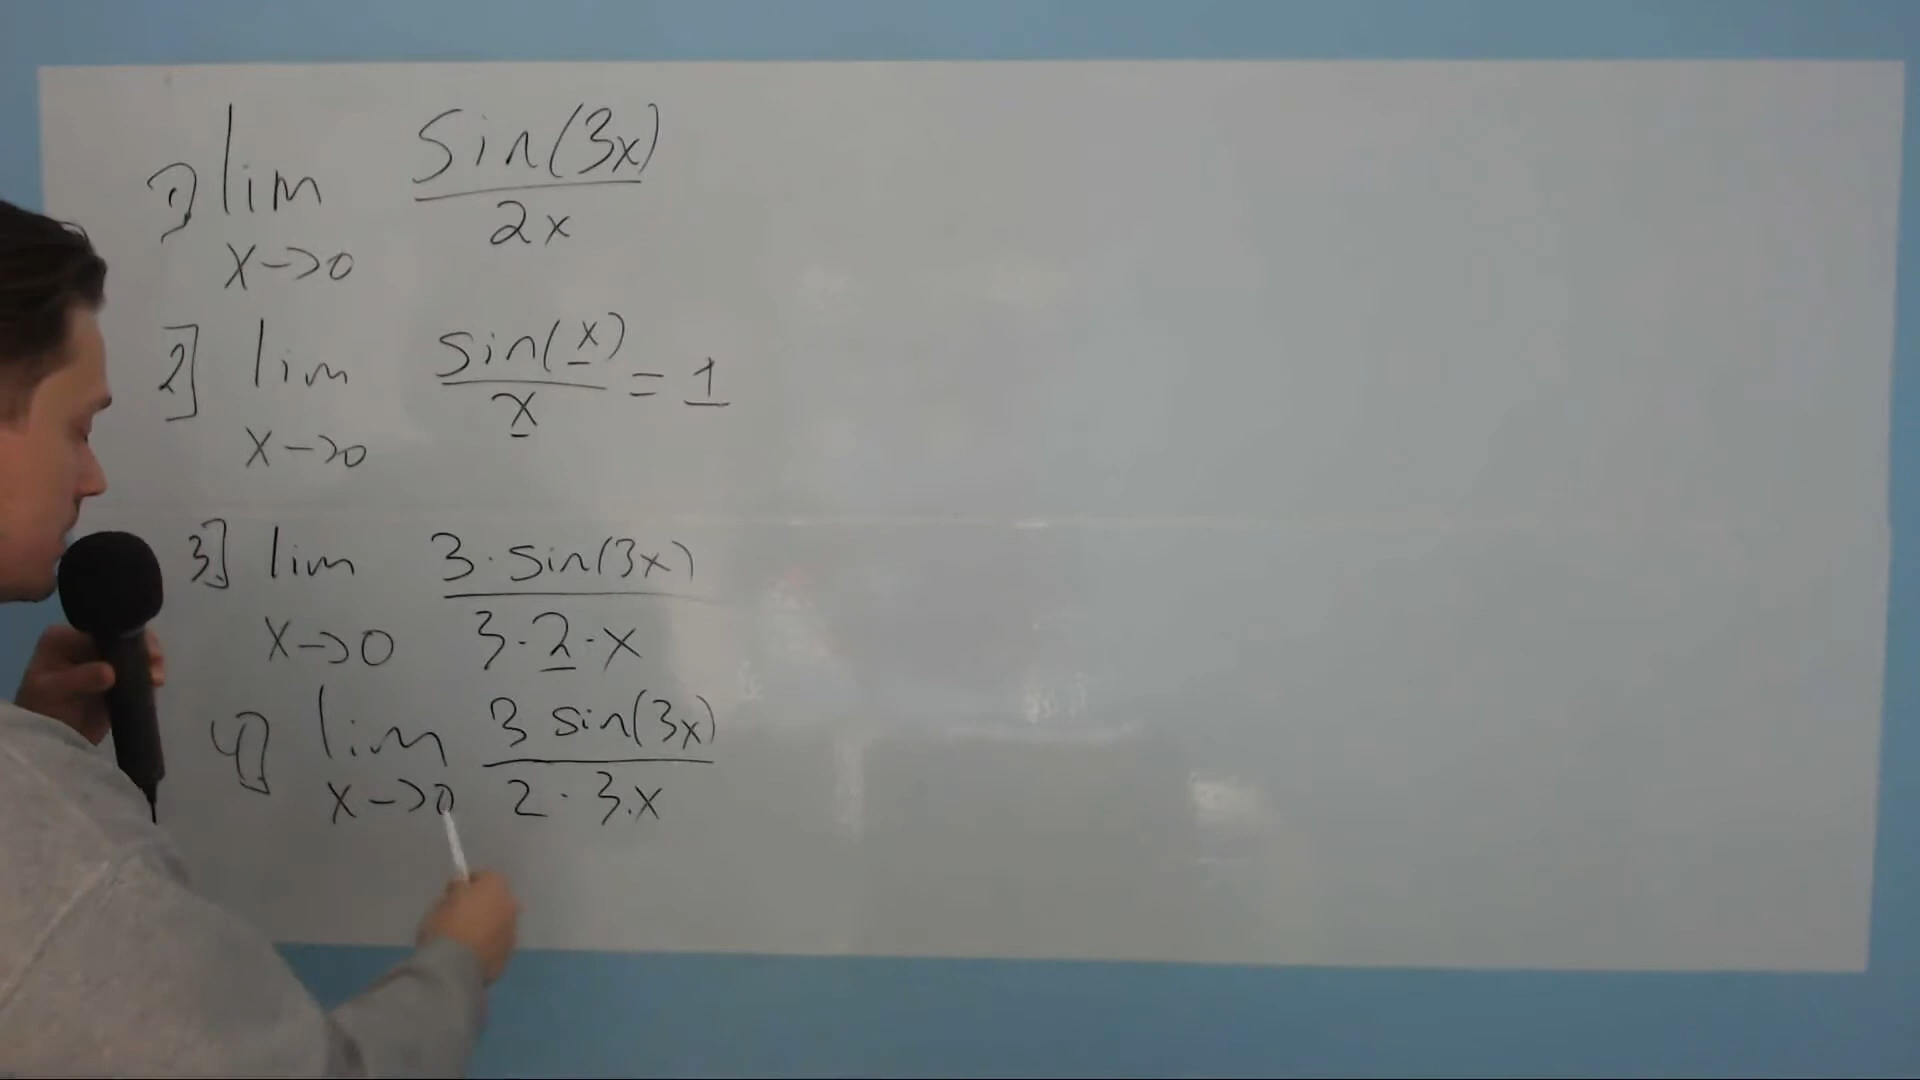 1) lim sin(3x)
x->0 2x
2] lim sin(x) = 1
x->0 x
3] lim 3·sin(3x)
x->0 3·2·x
4] lim 3 sin(3x)
x->0 2·3.x